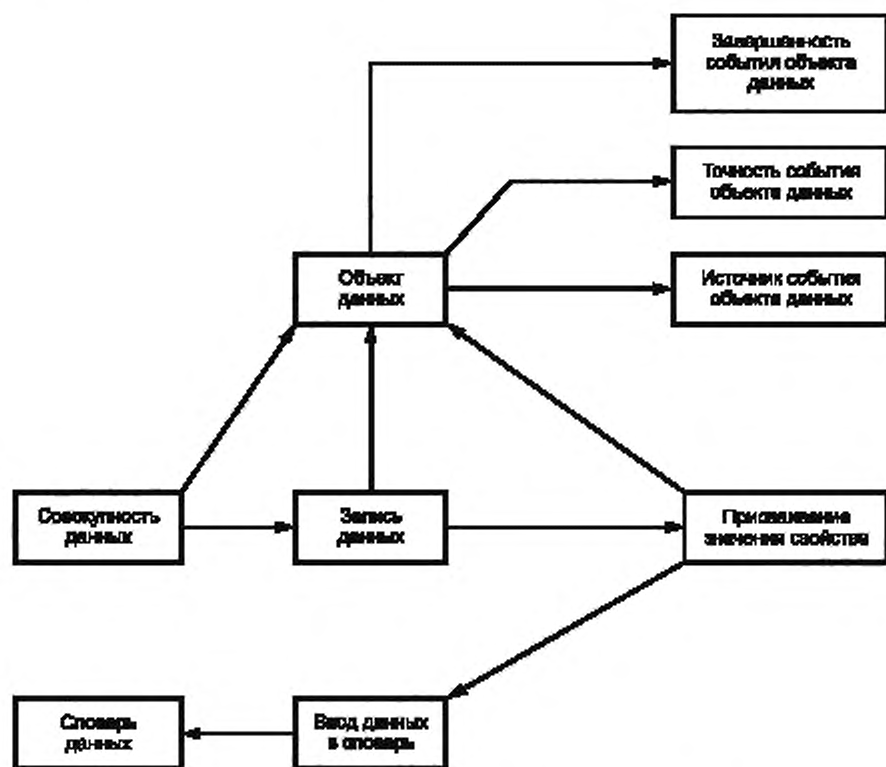 Завершенность
события объекта
данных
Точность события
объекта данных
Объект
данных
Источник события
объекта данных
Совокупность
данных
Запись
данных
Присваивание
значения свойства
Словарь
данных
Ввод данных
в словарь